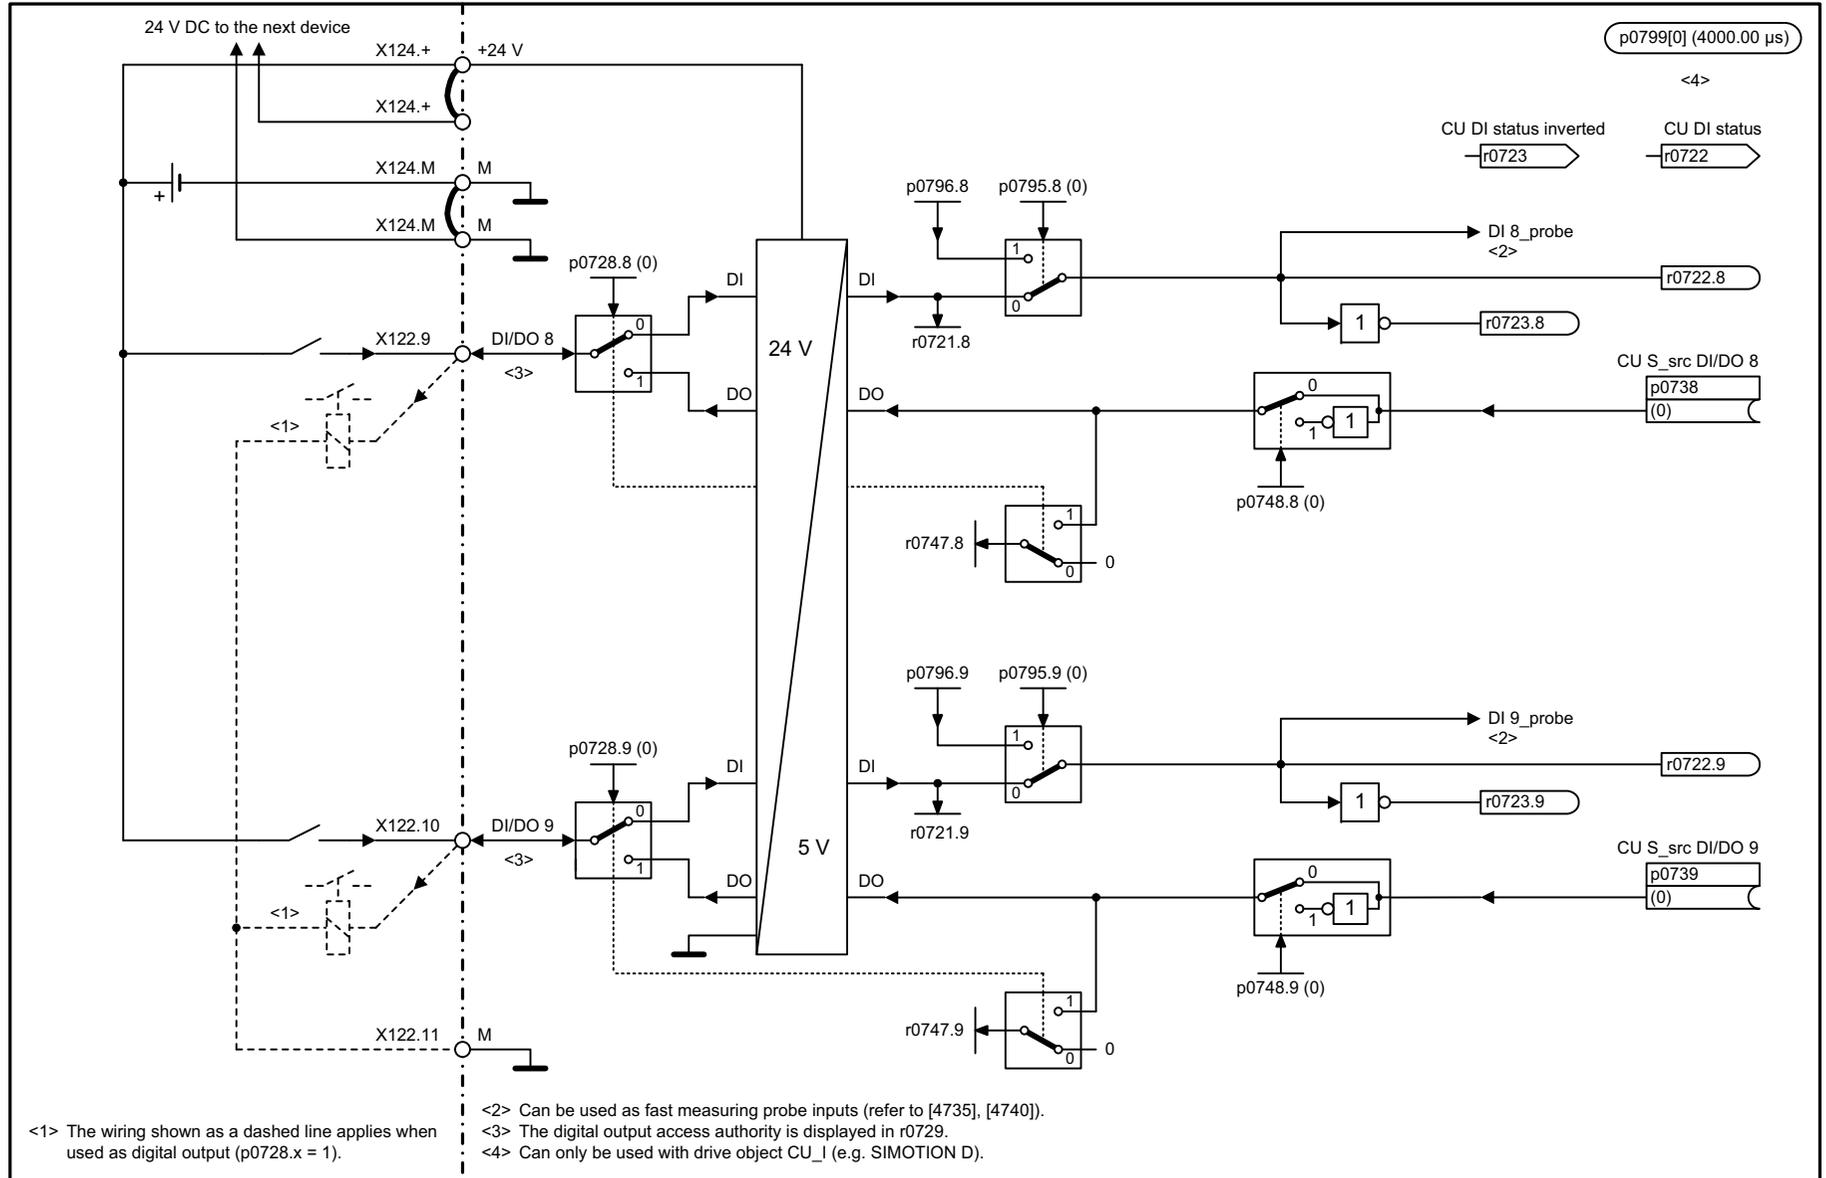 24 V DC to the next device
p0799[0] (4000.00 µs)
<4>
X124.+
+24 V
X124.+
CU DI status inverted
CU DI status
r0723
r0722
X124.M
M
+
p0796.8
p0795.8 (0)
X124.M
M
DI 8_probe
<2>
p0728.8 (0)
DI
DI
1
0
r0722.8
r0721.8
1
r0723.8
X122.9
DI/DO 8
<3>
0
1
24 V
CU S_src DI/DO 8
p0738
(0)
DO
DO
0
1
1
<1>
p0748.8 (0)
r0747.8
1
0
0
p0796.9
p0795.9 (0)
DI 9_probe
<2>
p0728.9 (0)
DI
DI
1
0
r0722.9
r0721.9
1
r0723.9
X122.10
DI/DO 9
<3>
0
1
5 V
CU S_src DI/DO 9
p0739
(0)
DO
DO
0
1
1
<1>
p0748.9 (0)
r0747.9
1
0
0
X122.11
M
<1> The wiring shown as a dashed line applies when
used as digital output (p0728.x = 1).
<2> Can be used as fast measuring probe inputs (refer to [4735], [4740]).
<3> The digital output access authority is displayed in r0729.
<4> Can only be used with drive object CU_I (e.g. SIMOTION D).